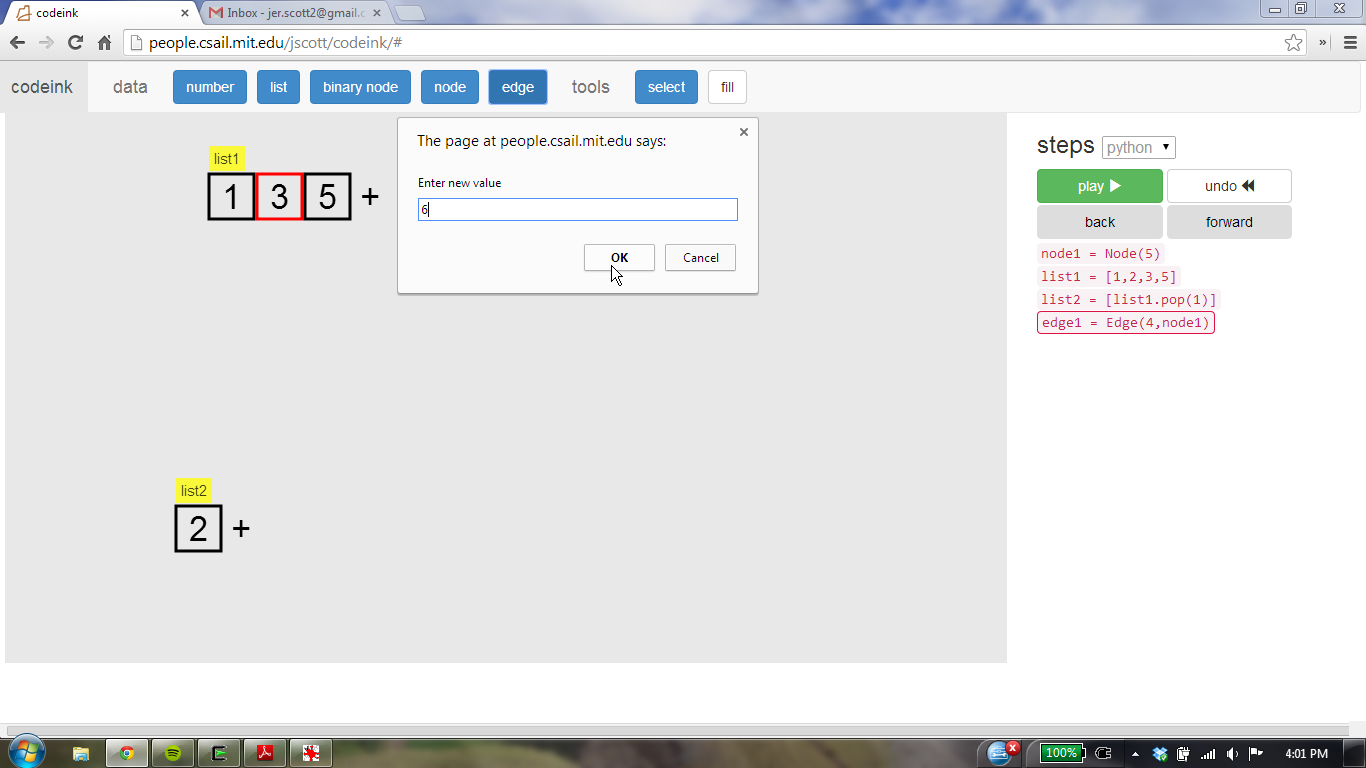 codeink
Inbox - jer.scott2@gmail.c
people.csail.mit.edu/jscott/codeink/#
codeink data number list binary node node edge tools select fill
The page at people.csail.mit.edu says:
Enter new value
6
OK Cancel
list1
1 3 5 +
list2
2 +
steps python
play undo
back forward
node1 = Node(5)
list1 = [1,2,3,5]
list2 = [list1.pop(1)]
edge1 = Edge(4,node1)
100% 4:01 PM